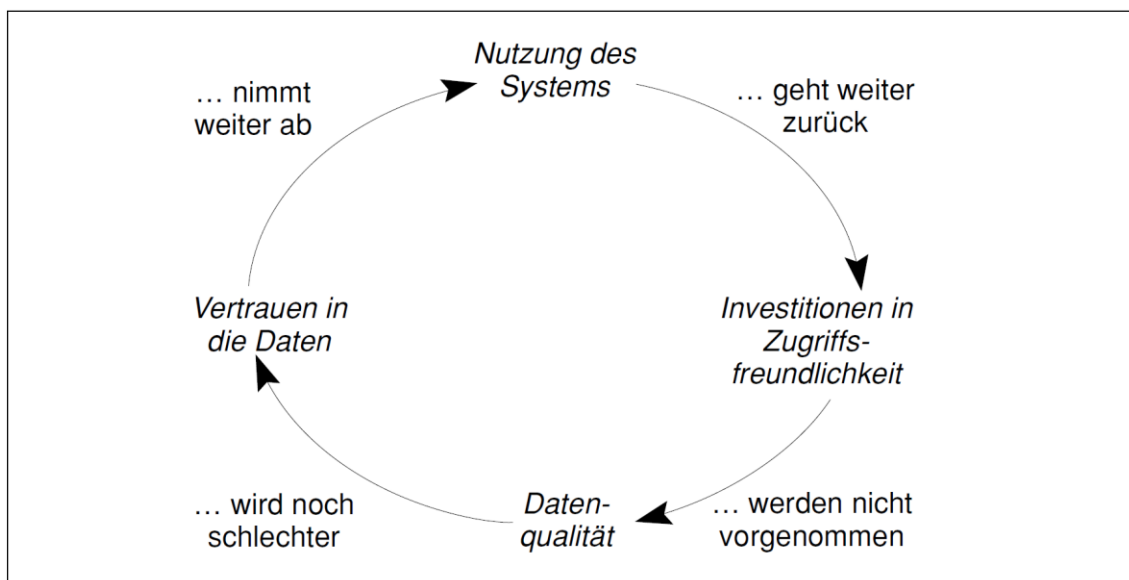 Nutzung des
Systems
… nimmt
weiter ab
… geht weiter
zurück
Vertrauen in
die Daten
Investitionen in
Zugriffs-
freundlichkeit
… wird noch
schlechter
Daten-
qualität
… werden nicht
vorgenommen